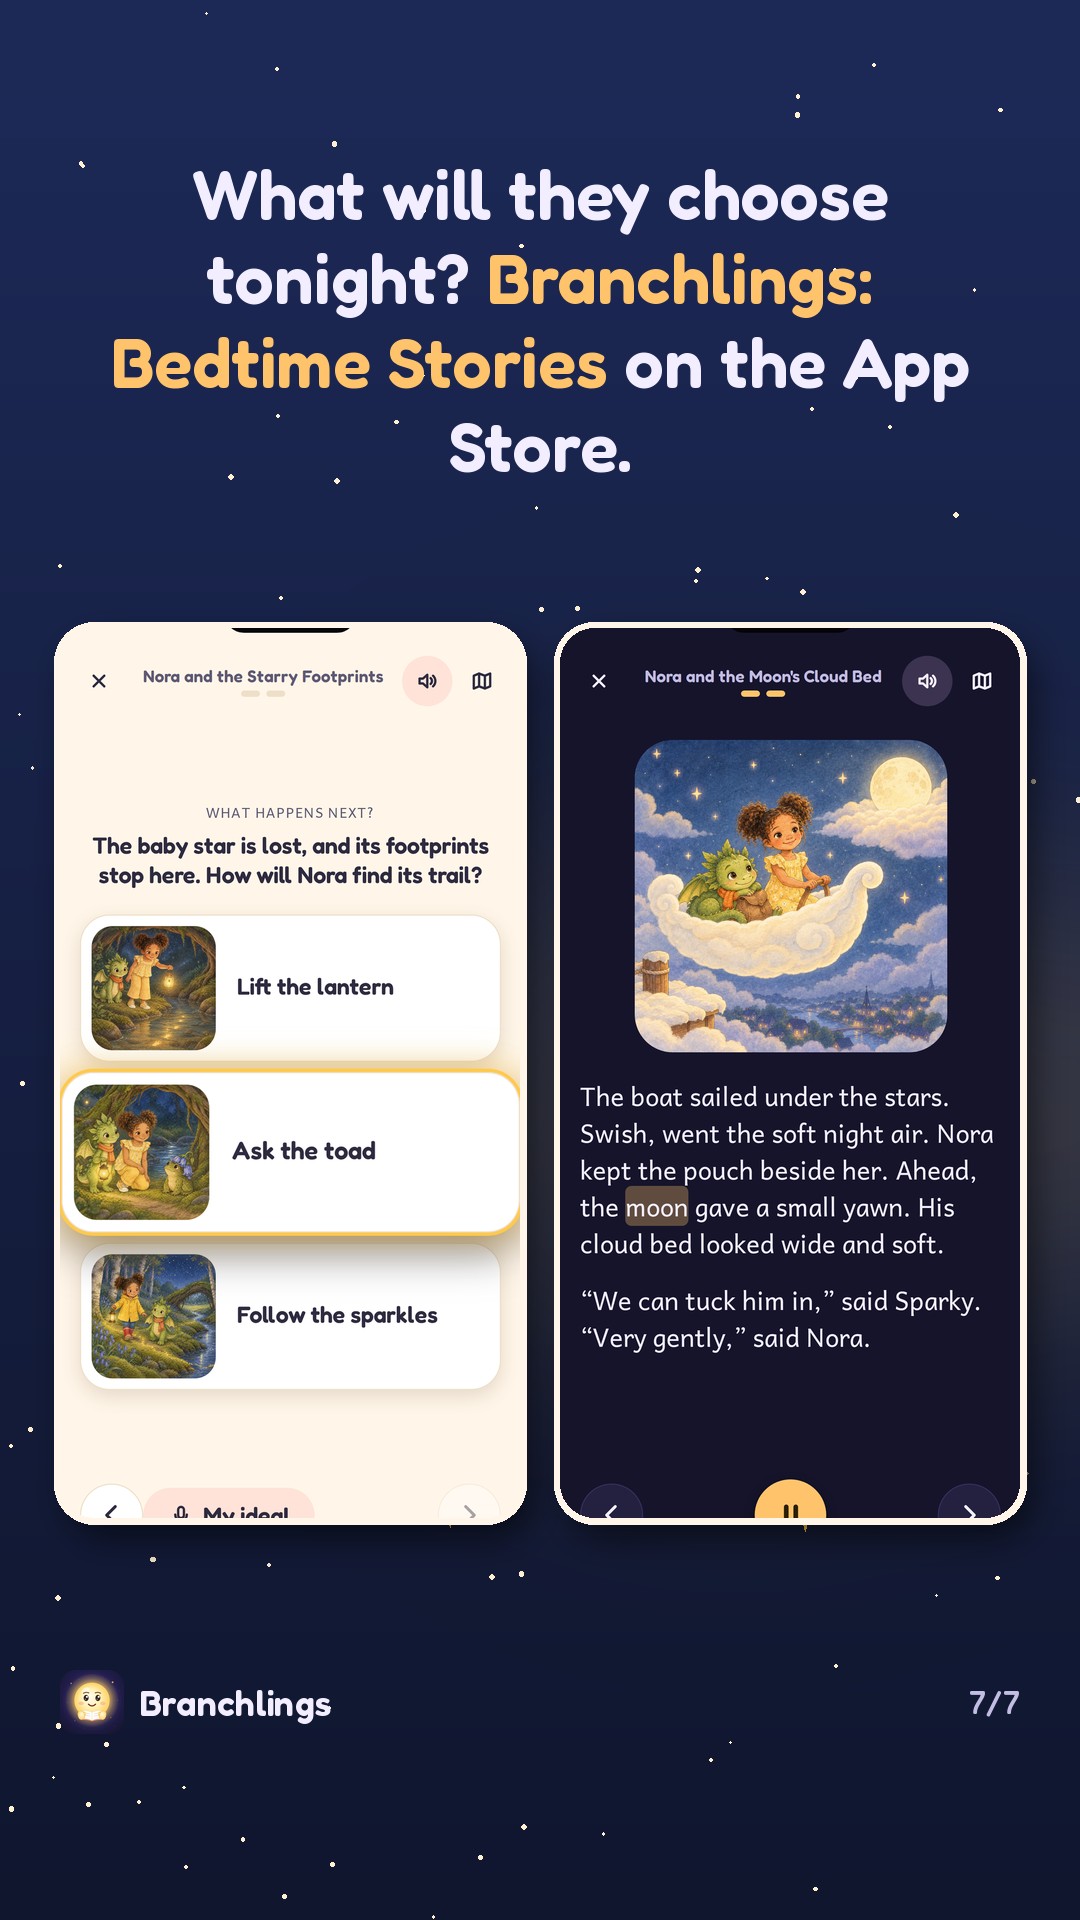 What will they choose
tonight? Branchlings:
Bedtime Stories on the App
Store.
Nora and the Starry Footprints
WHAT HAPPENS NEXT?
The baby star is lost, and its footprints
stop here. How will Nora find its trail?
Lift the lantern
Ask the toad
Follow the sparkles
My idea!
Nora and the Moon's Cloud Bed
The boat sailed under the stars.
Swish, went the soft night air. Nora
kept the pouch beside her. Ahead,
the moon gave a small yawn. His
cloud bed looked wide and soft.
“We can tuck him in,” said Sparky.
“Very gently,” said Nora.
Branchlings
7/7